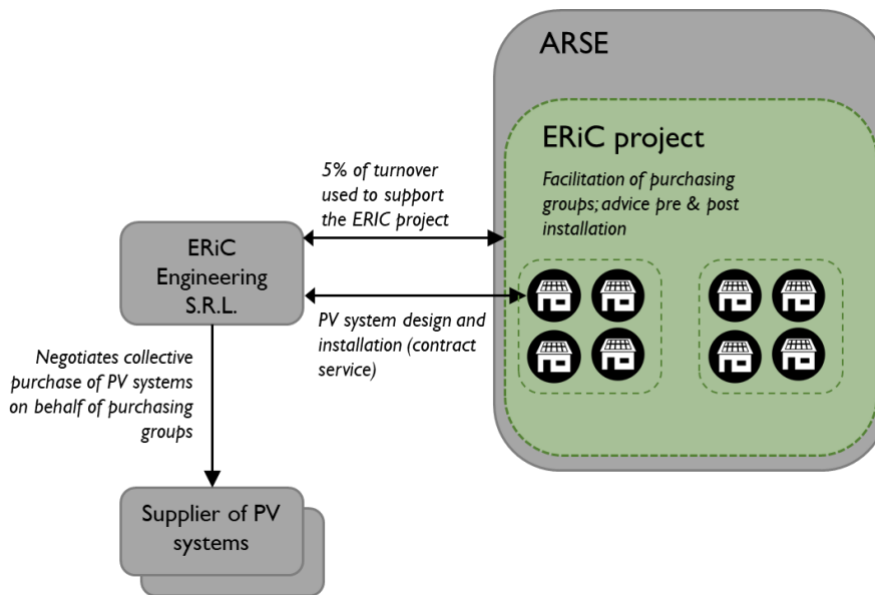 ARSE
ERiC project
Facilitation of purchasing
groups; advice pre & post
installation
5% of turnover
used to support
the ERIC project
ERiC
Engineering
S.R.L.
PV system design and
installation (contract
service)
Negotiates collective
purchase of PV systems
on behalf of purchasing
groups
Supplier of PV
systems